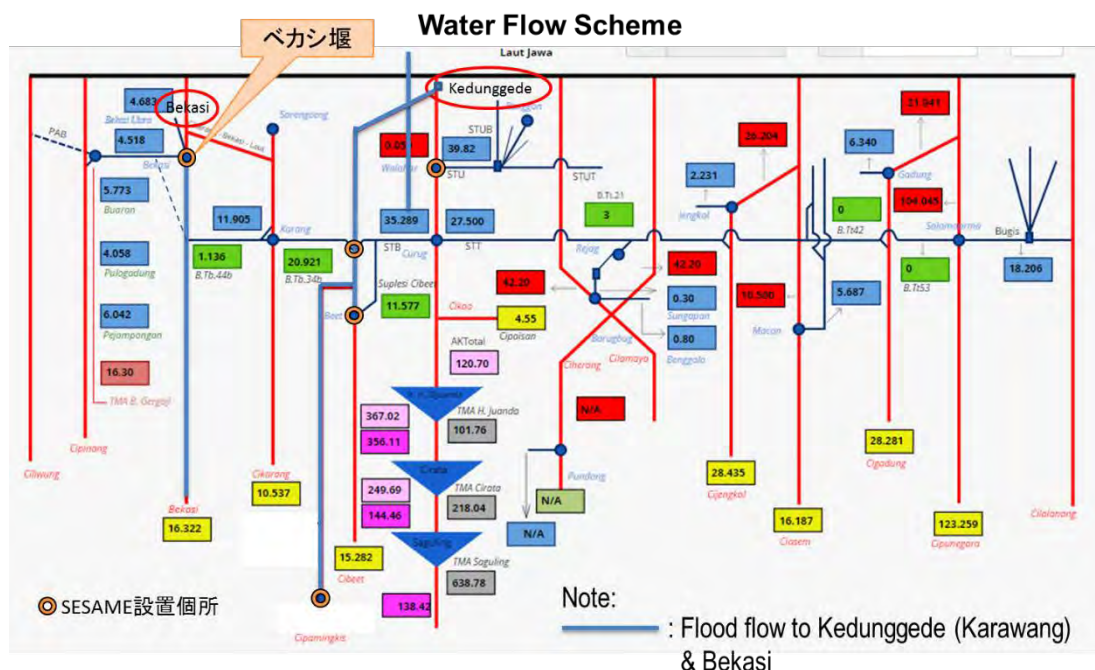 Water Flow Scheme
ベカシ堰
Laut Jawa
Kedunggede
4.683
Bekasi
Bekasi Utara
Sarengseng
PAB
4.518
Bekasi
Bekasi - Laut
0.05
Walahar
STUB
39.82
STU
STUT
26.204
21.941
6.340
Gadung
2.231
Jengkol
B.Tt.21
3
5.773
Buaran
11.905
Karang
35.289
27.500
STB
Curug
STT
Rejag
0
B.Tt42
104.045
Salamdarma
Bugis
4.058
Pulogadung
1.136
B.Tb.44b
20.921
B.Tb.34b
Suplesi Cibeet
11.577
Beet
42.20
42.20
0
B.Tt53
18.206
6.042
Pejompongan
Cikao
4.55
Cipaisan
0.30
Sungapan
Barugbug
0.80
Benggala
10.500
5.687
Macan
16.30
TMA B. Gergaji
AKTotal
120.70
Ciherang
Cilamaya
367.02
356.11
TMA H. Juanda
101.76
N/A
Cipinang
Ciliwung
Cikarang
10.537
249.69
144.46
Cirata
TMA Cirata
218.04
Pundong
N/A
N/A
28.435
Cijengkol
28.281
Cigadung
Bekasi
16.322
16.187
Ciasem
123.259
Cipunegara
Cilalanang
15.282
Cibeet
Saguling
TMA Saguling
638.78
138.42
Cipamingkis
SESAME設置個所
Note:
: Flood flow to Kedunggede (Karawang)
& Bekasi